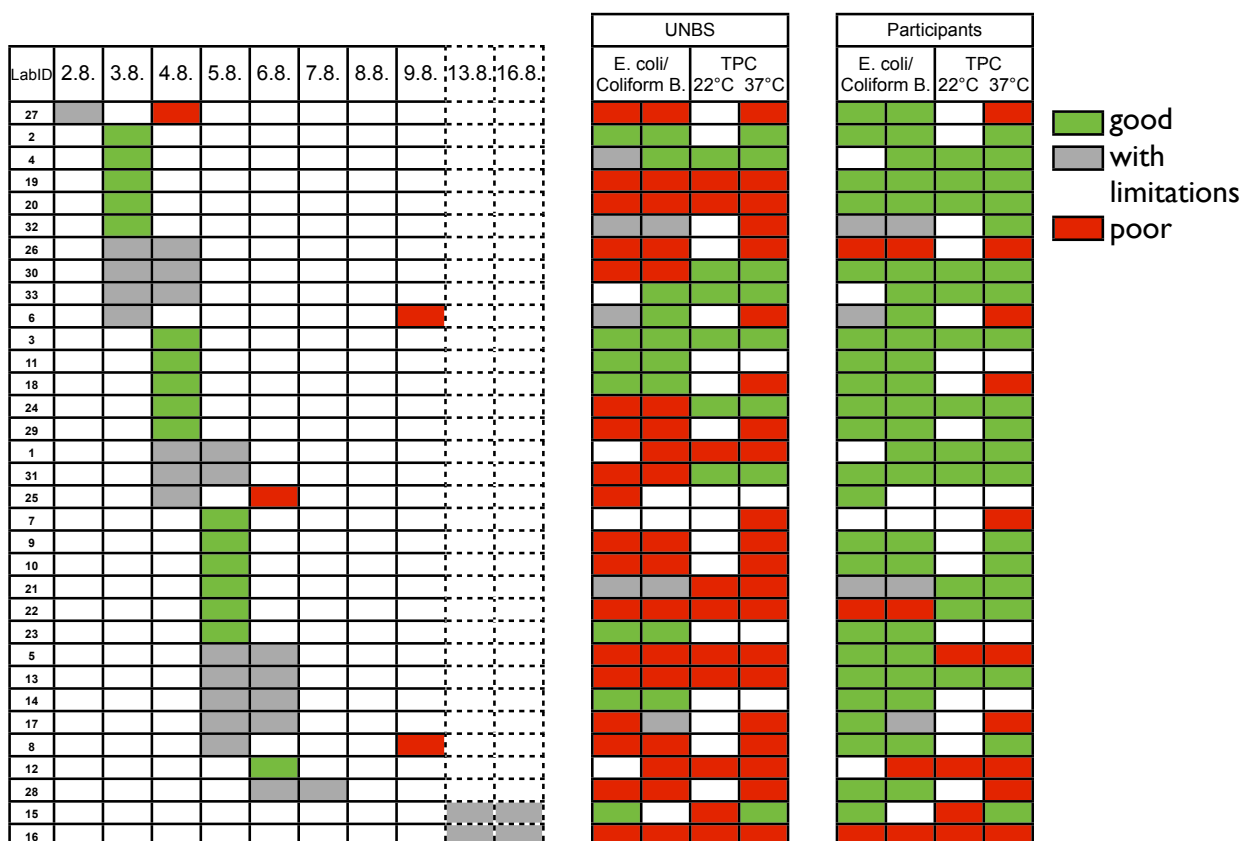 UNBS
Participants
LabID 2.8. 3.8. 4.8. 5.8. 6.8. 7.8. 8.8. 9.8. 13.8. 16.8.
E. coli/
Coliform B.
TPC
22°C 37°C
E. coli/
Coliform B.
TPC
22°C 37°C
27
2
4
19
20
32
26
30
33
6
3
11
18
24
29
1
31
25
7
9
10
21
22
23
5
13
14
17
8
12
28
15
16
good
with
limitations
poor